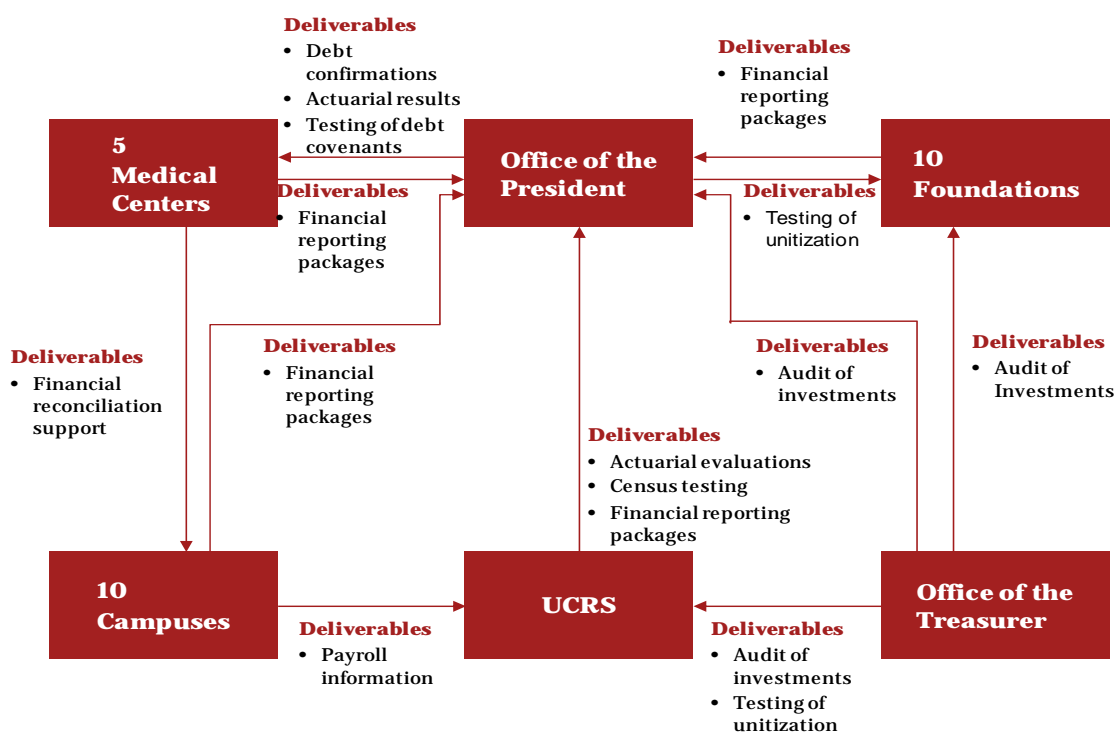 Deliverables
• Debt
confirmations
• Actuarial results
• Testing of debt
covenants
Deliverables
• Financial
reporting
packages
5
Medical
Centers
Office of the
President
10
Foundations
Deliverables
• Financial
reporting
packages
Deliverables
• Testing of
unitization
Deliverables
• Financial
reconciliation
support
Deliverables
• Financial
reporting
packages
Deliverables
• Audit of
investments
Deliverables
• Audit of
Investments
Deliverables
• Actuarial evaluations
• Census testing
• Financial reporting
packages
10
Campuses
UCRS
Office of the
Treasurer
Deliverables
• Payroll
information
Deliverables
• Audit of
investments
• Testing of
unitization